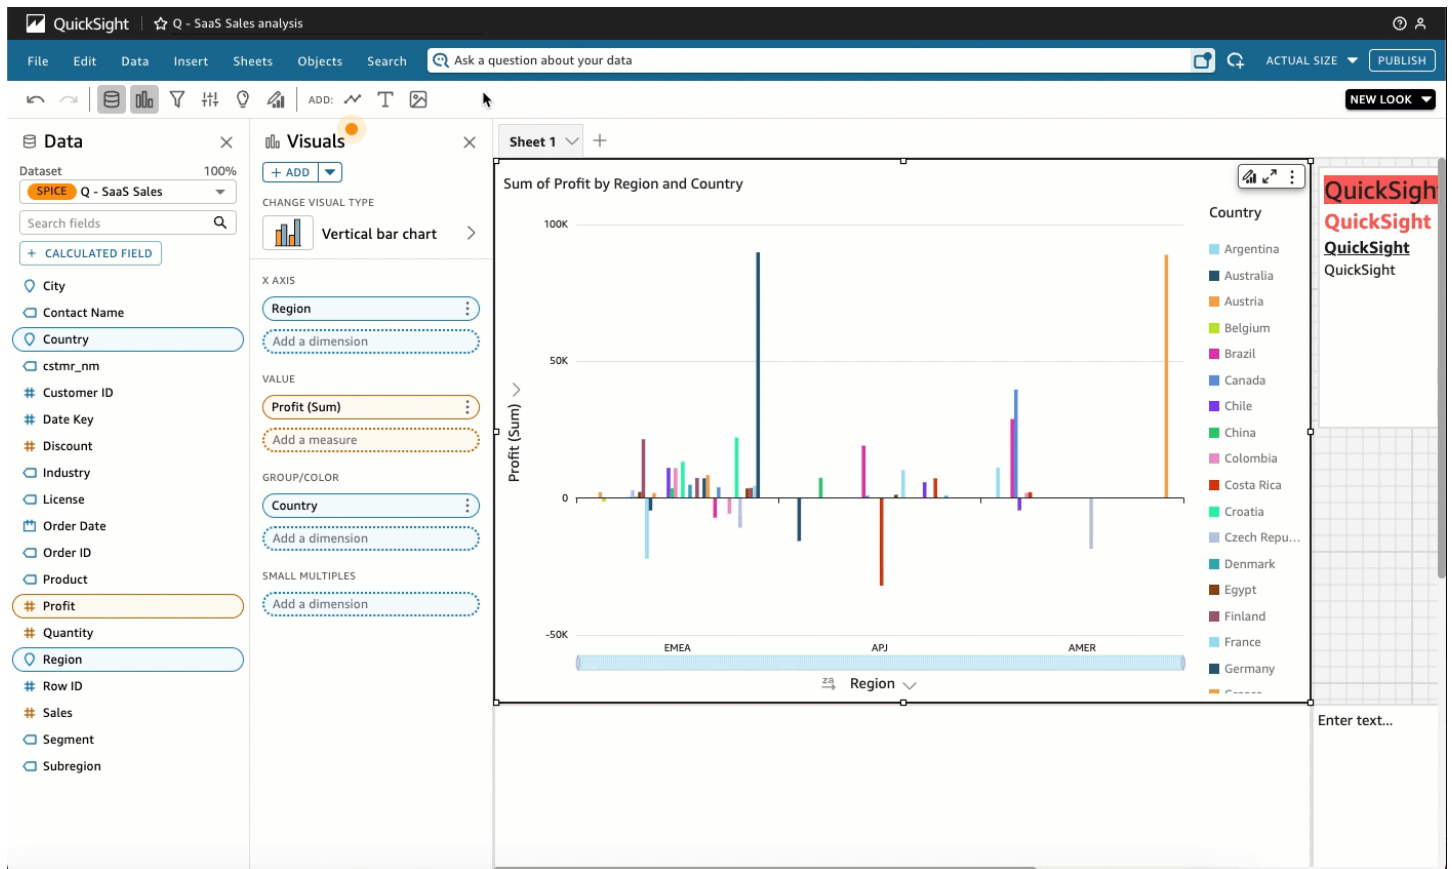 QuickSight
Q - SaaS Sales analysis
File Edit Data Insert Sheets Objects Search
Ask a question about your data
ACTUAL SIZE
PUBLISH
ADD:
NEW LOOK
Data
Dataset 100%
SPICE Q - SaaS Sales
Search fields
+ CALCULATED FIELD
City
Contact Name
Country
cstmr_nm
Customer ID
Date Key
Discount
Industry
License
Order Date
Order ID
Product
Profit
Quantity
Region
Row ID
Sales
Segment
Subregion
Visuals
+ ADD
CHANGE VISUAL TYPE
Vertical bar chart
X AXIS
Region
Add a dimension
VALUE
Profit (Sum)
Add a measure
GROUP/COLOR
Country
Add a dimension
SMALL MULTIPLES
Add a dimension
Sheet 1
Sum of Profit by Region and Country
100K
50K
0
-50K
Profit (Sum)
EMEA APJ AMER
Region
Country
Argentina
Australia
Austria
Belgium
Brazil
Canada
Chile
China
Colombia
Costa Rica
Croatia
Czech Repu...
Denmark
Egypt
Finland
France
Germany
QuickSigh
QuickSight
QuickSight
QuickSight
Enter text...